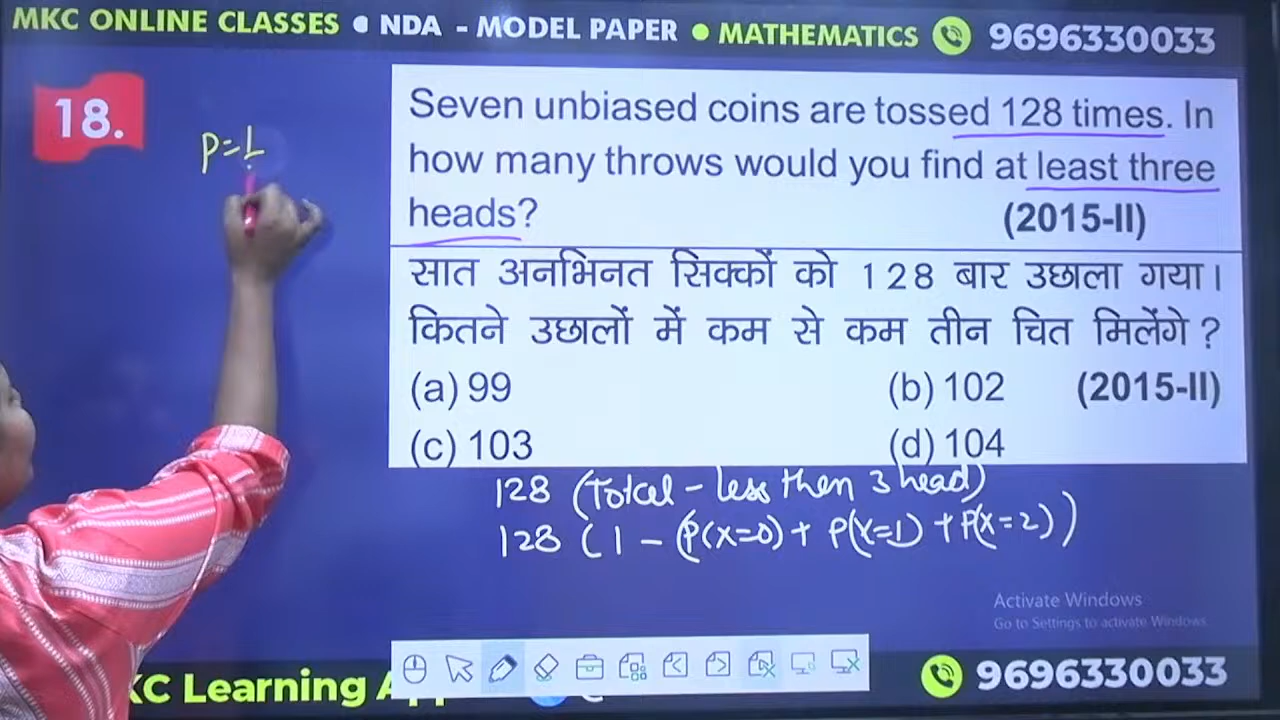 MKC ONLINE CLASSES ● NDA - MODEL PAPER ● MATHEMATICS 9696330033
18.
P=1
Seven unbiased coins are tossed 128 times. In
how many throws would you find at least three
heads? (2015-II)
सात अनभिनत सिक्कों को 128 बार उछाला गया।
कितने उछालों में कम से कम तीन चित मिलेंगे ?
(a) 99 (b) 102 (2015-II)
(c) 103 (d) 104
128 (Total - less then 3 head)
128 (1 - (P(X=0) + P(X=1) + P(X=2))
Activate Windows
Go to Settings to activate Windows.
KC Learning A
9696330033